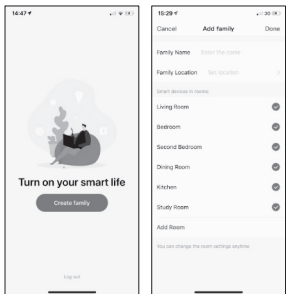 14:47
Turn on your smart life
Create family
Log out
15:29
Cancel Add family Done
Family Name Enter the name
Family Location Set location
Smart devices in rooms:
Living Room
Bedroom
Second Bedroom
Dining Room
Kitchen
Study Room
Add Room
You can change the room settings anytime